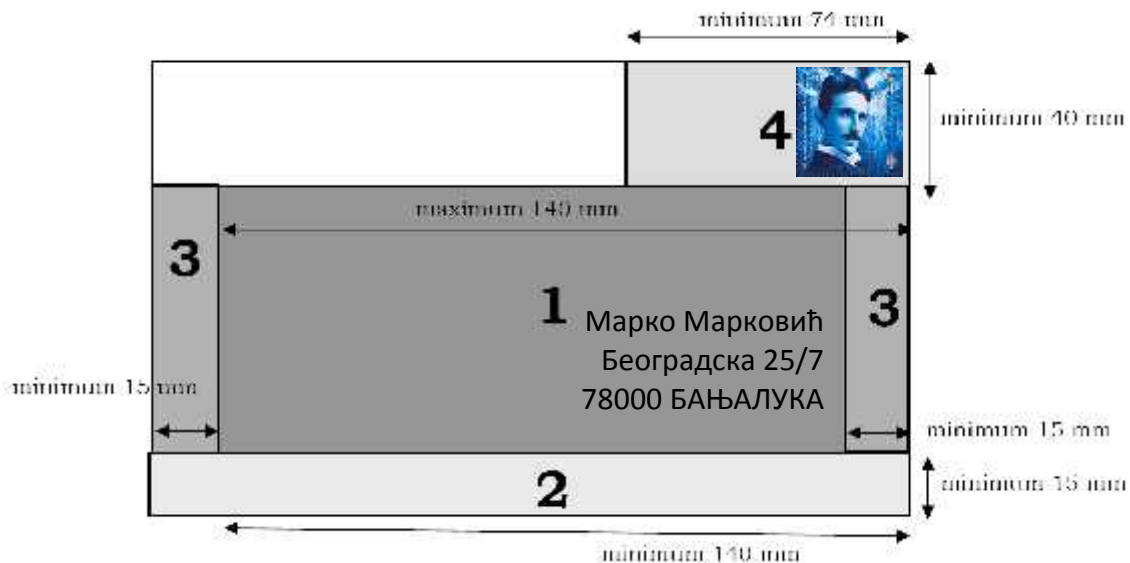 minimum 74 mm
4
minimum 40 mm
maximum 140 mm
3
1
3
Марко Марковић
Београдска 25/7
78000 БАЊАЛУКА
minimum 15 mm
minimum 15 mm
2
minimum 15 mm
minimum 140 mm